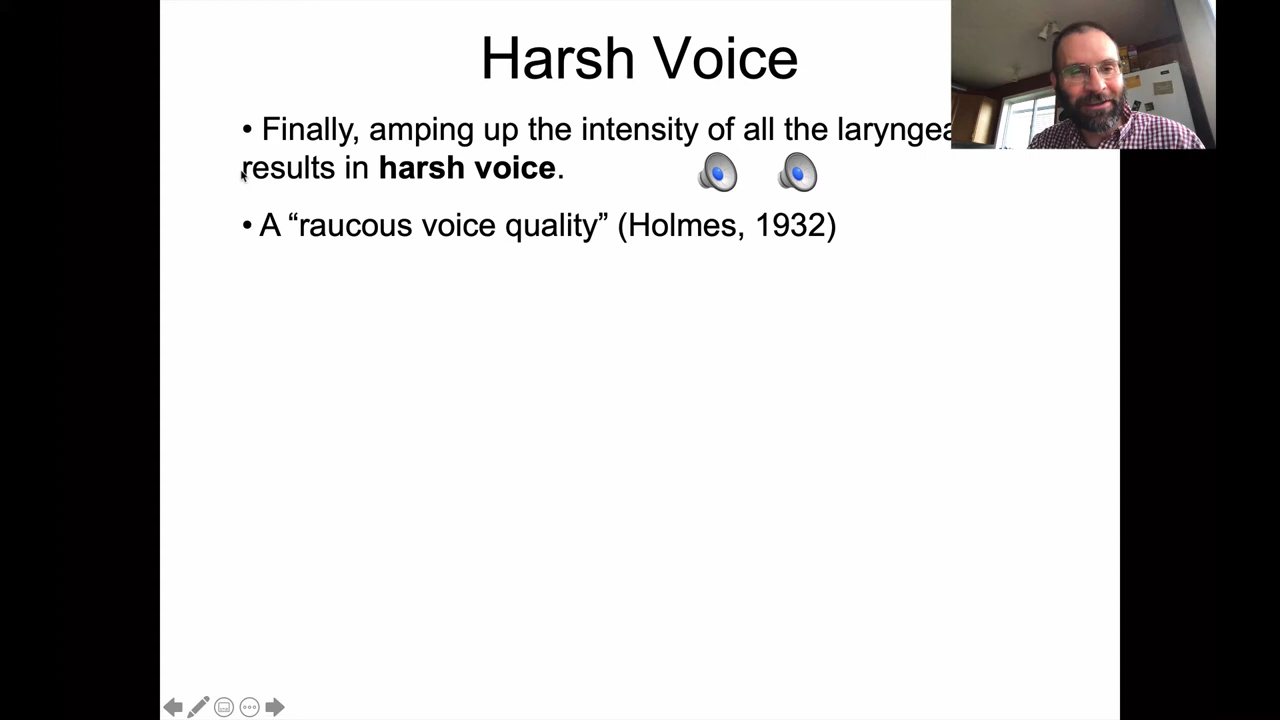 Harsh Voice
• Finally, amping up the intensity of all the
results in harsh voice.
• A “raucous voice quality” (Holmes, 1932)